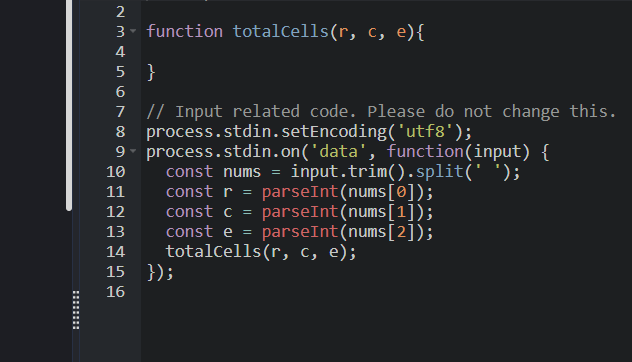 2
3 function totalCells(r, c, e){
4
5 }
6
7 // Input related code. Please do not change this.
8 process.stdin.setEncoding('utf8');
9 process.stdin.on('data', function(input) {
10   const nums = input.trim().split(' ');
11   const r = parseInt(nums[0]);
12   const c = parseInt(nums[1]);
13   const e = parseInt(nums[2]);
14   totalCells(r, c, e);
15 });
16